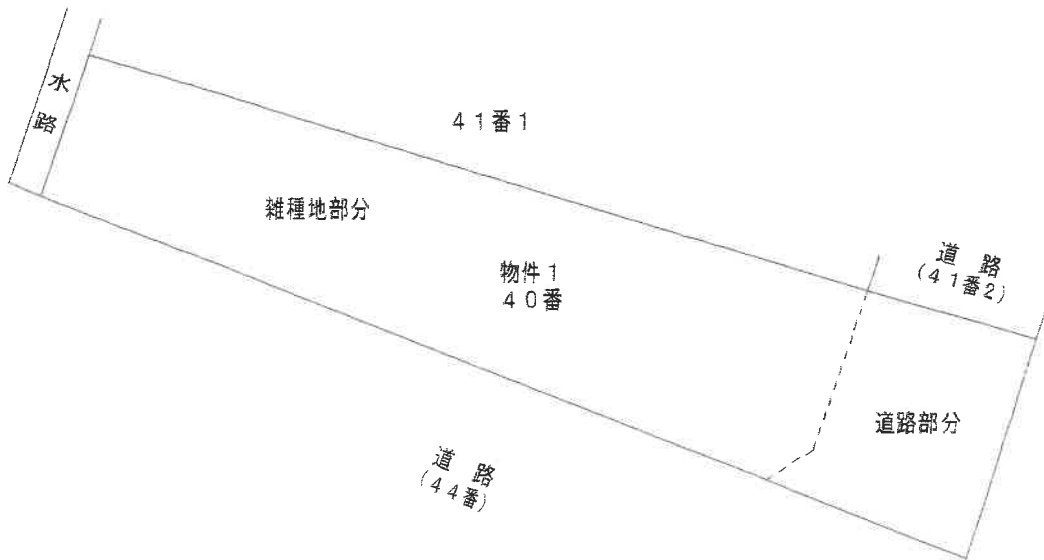 水路
41番1
雑種地部分
物件1
40番
道路
(41番2)
道路部分
道路
(44番)